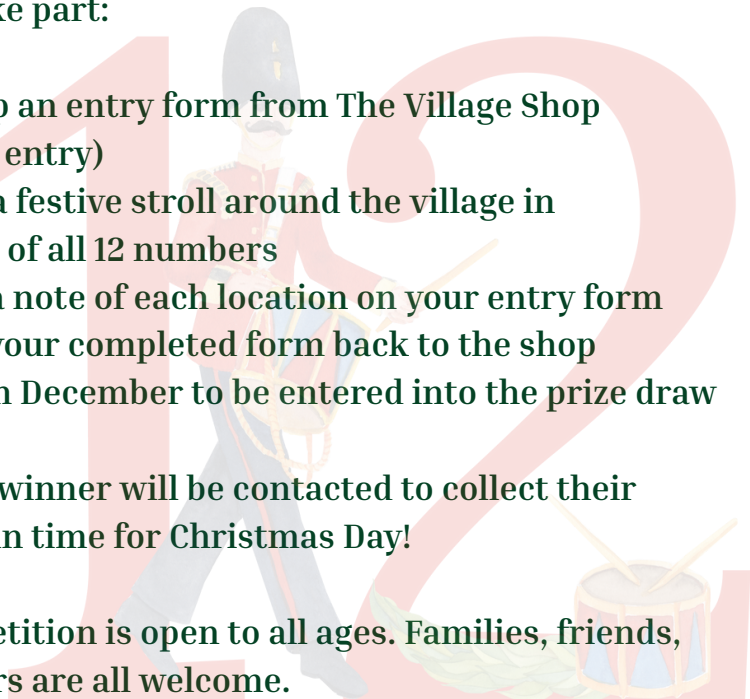 ke part:
p an entry form from The Village Shop
entry)
a festive stroll around the village in
of all 12 numbers
a note of each location on your entry form
your completed form back to the shop
h December to be entered into the prize draw
winner will be contacted to collect their
in time for Christmas Day!
etition is open to all ages. Families, friends,
rs are all welcome.
12